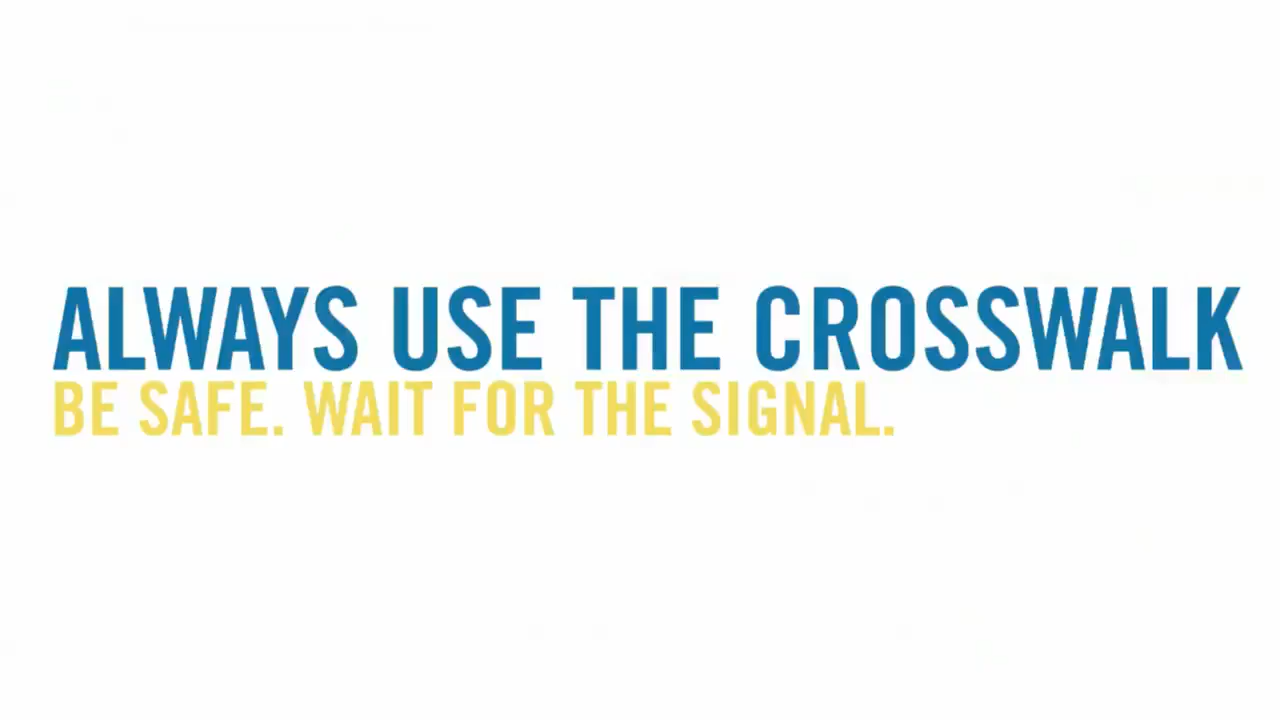 ALWAYS USE THE CROSSWALK
BE SAFE. WAIT FOR THE SIGNAL.